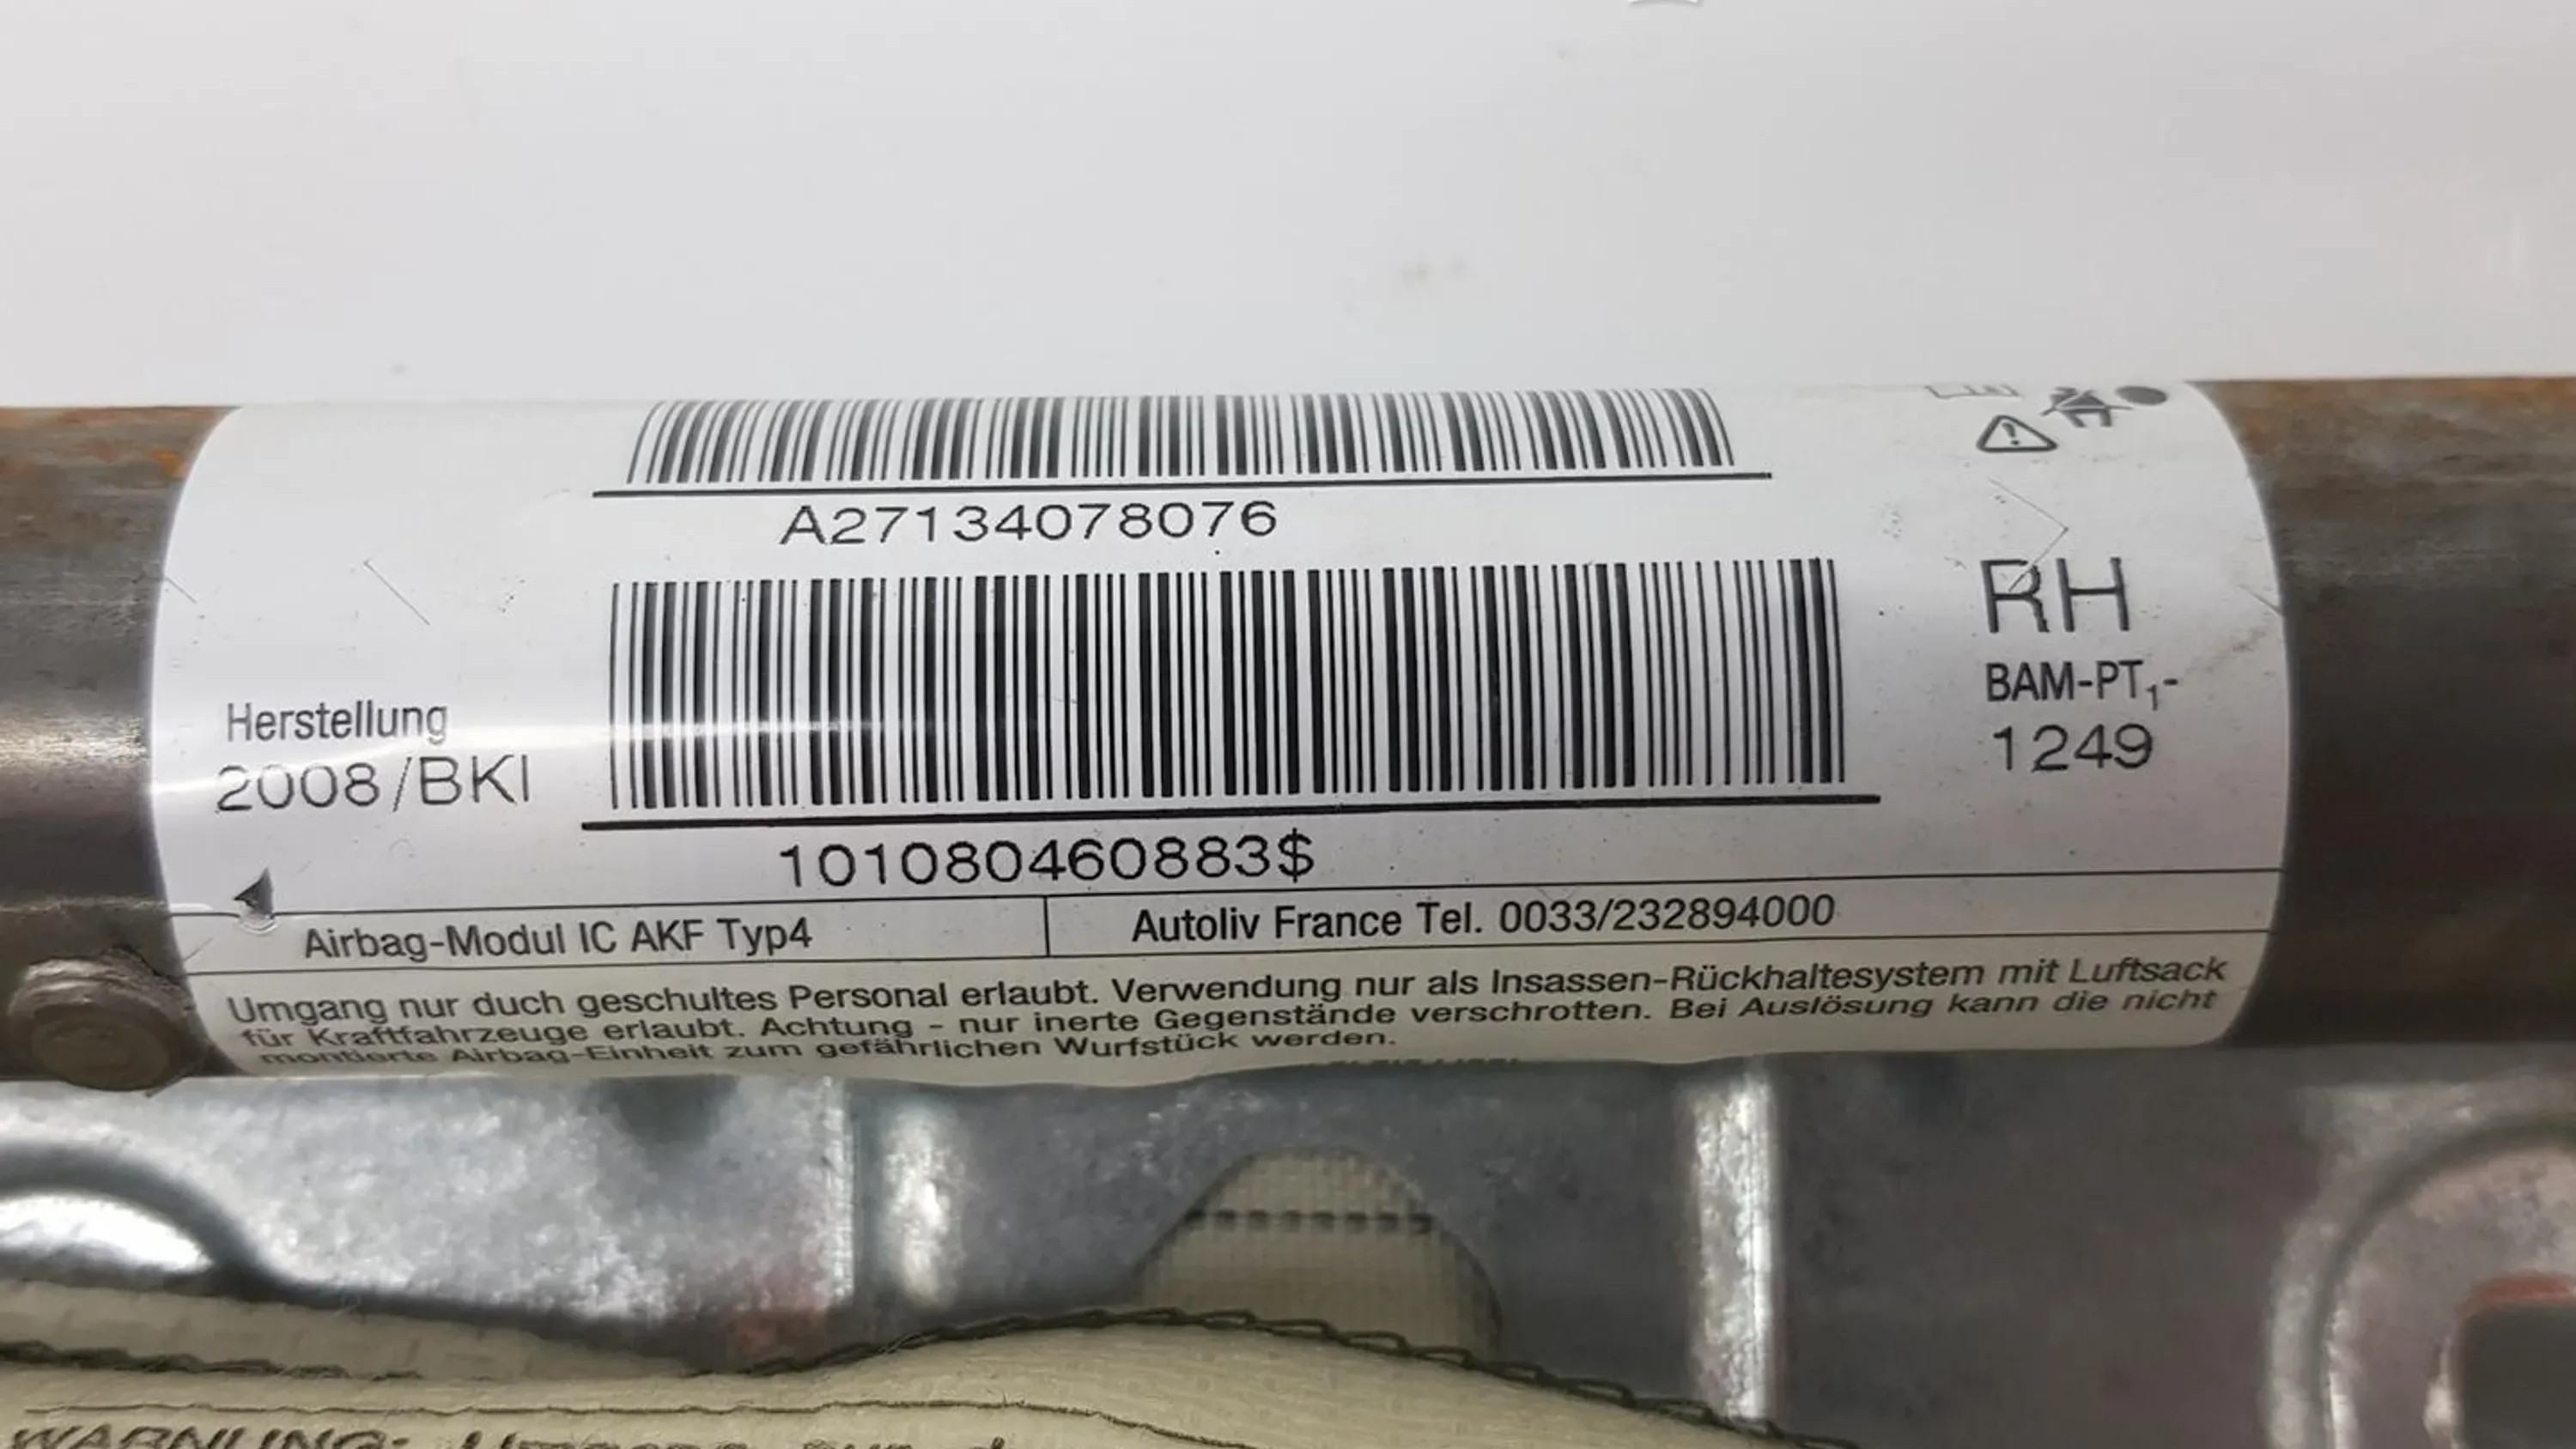 A27134078076
RH
BAM-PT1-
1249
Herstellung
2008/BKI
101080460883$
Airbag-Modul IC AKF Typ4
Autoliv France Tel. 0033/232894000
Umgang nur duch geschultes Personal erlaubt. Verwendung nur als Insassen-Rückhaltesystem mit Luftsack
für Kraftfahrzeuge erlaubt. Achtung - nur inerte Gegenstände verschrotten. Bei Auslösung kann die nicht
montierte Airbag-Einheit zum gefährlichen Wurfstück werden.
WARNUNG: